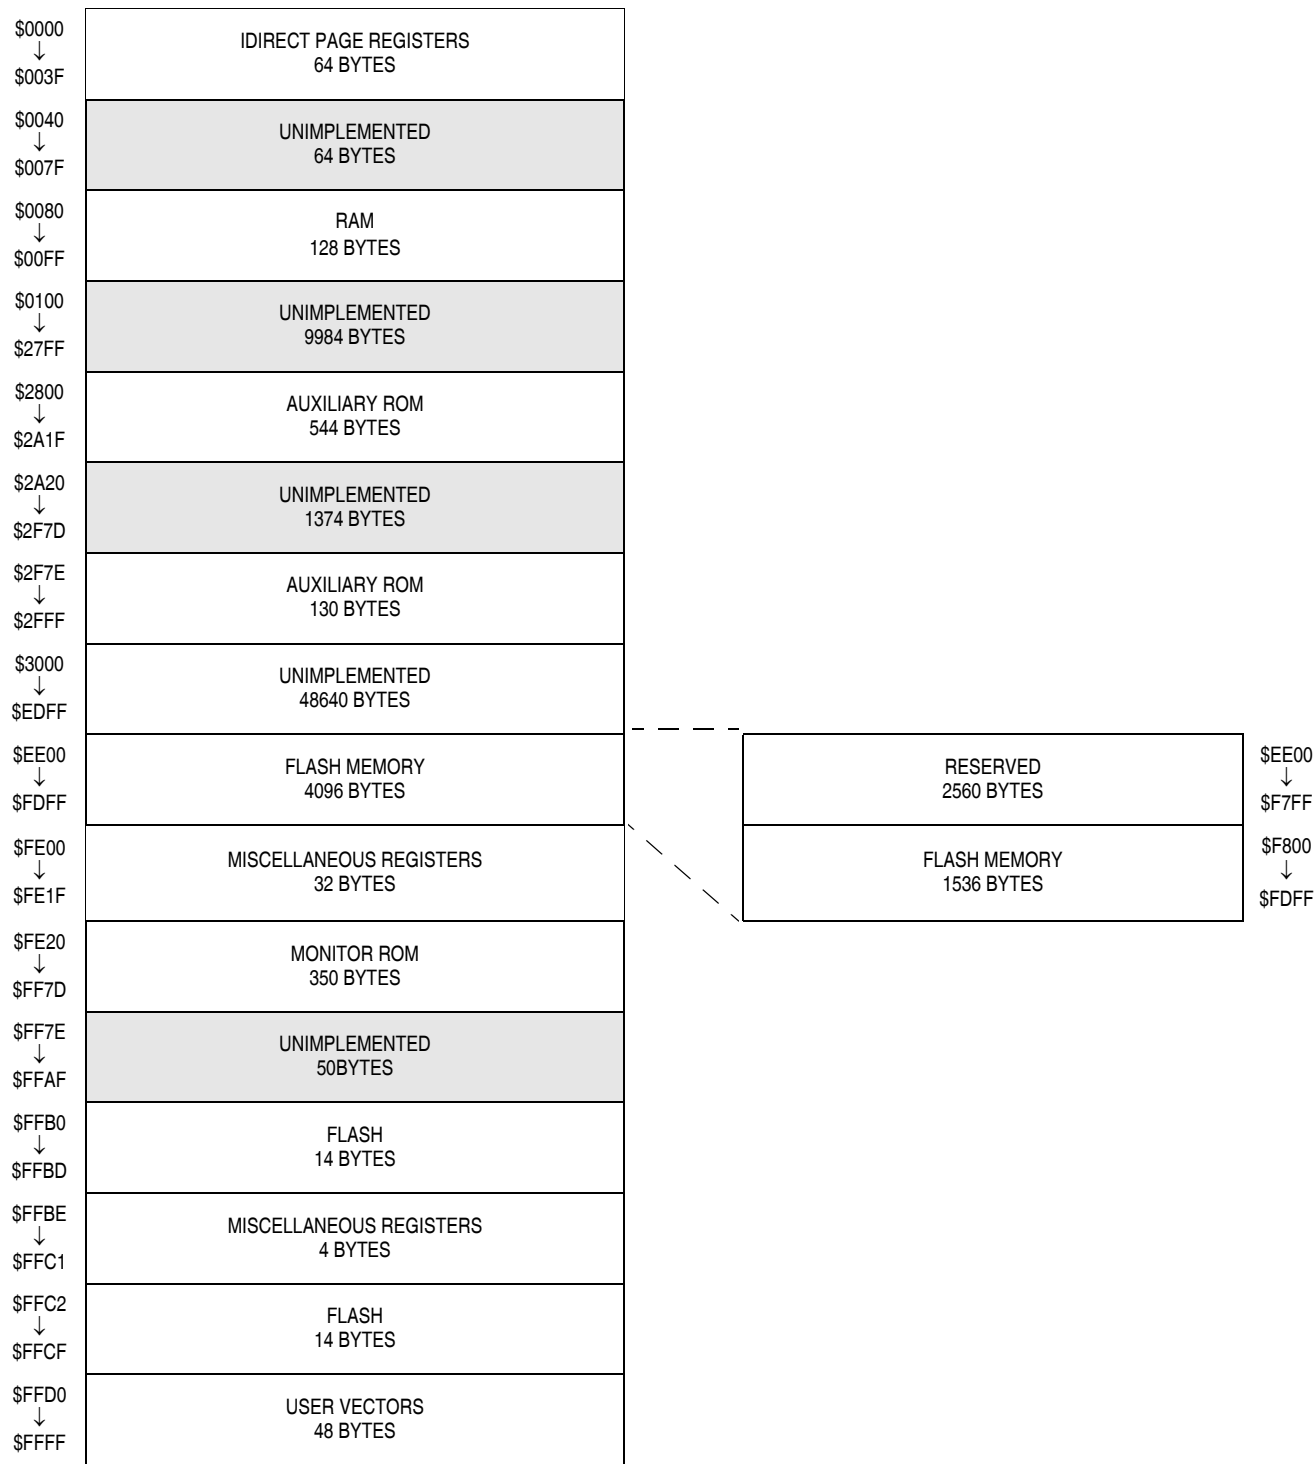 $0000
↓
$003F
IDIRECT PAGE REGISTERS
64 BYTES
$0040
↓
$007F
UNIMPLEMENTED
64 BYTES
$0080
↓
$00FF
RAM
128 BYTES
$0100
↓
$27FF
UNIMPLEMENTED
9984 BYTES
$2800
↓
$2A1F
AUXILIARY ROM
544 BYTES
$2A20
↓
$2F7D
UNIMPLEMENTED
1374 BYTES
$2F7E
↓
$2FFF
AUXILIARY ROM
130 BYTES
$3000
↓
$EDFF
UNIMPLEMENTED
48640 BYTES
$EE00
↓
$FDFF
FLASH MEMORY
4096 BYTES
RESERVED
2560 BYTES
$EE00
↓
$F7FF
$FE00
↓
$FE1F
MISCELLANEOUS REGISTERS
32 BYTES
FLASH MEMORY
1536 BYTES
$F800
↓
$FDFF
$FE20
↓
$FF7D
MONITOR ROM
350 BYTES
$FF7E
↓
$FFAF
UNIMPLEMENTED
50BYTES
$FFB0
↓
$FFBD
FLASH
14 BYTES
$FFBE
↓
$FFC1
MISCELLANEOUS REGISTERS
4 BYTES
$FFC2
↓
$FFCF
FLASH
14 BYTES
$FFD0
↓
$FFFF
USER VECTORS
48 BYTES